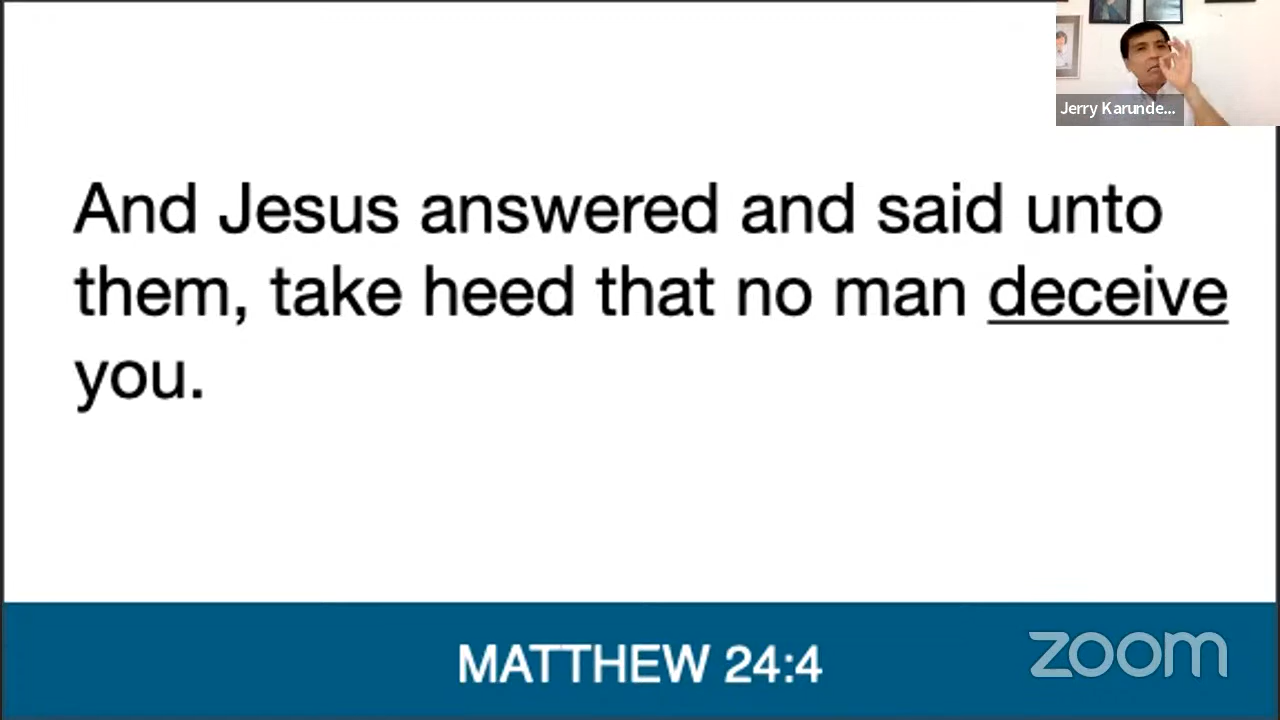 Jerry Karunde...
And Jesus answered and said unto
them, take heed that no man deceive
you.
MATTHEW 24:4
zoom